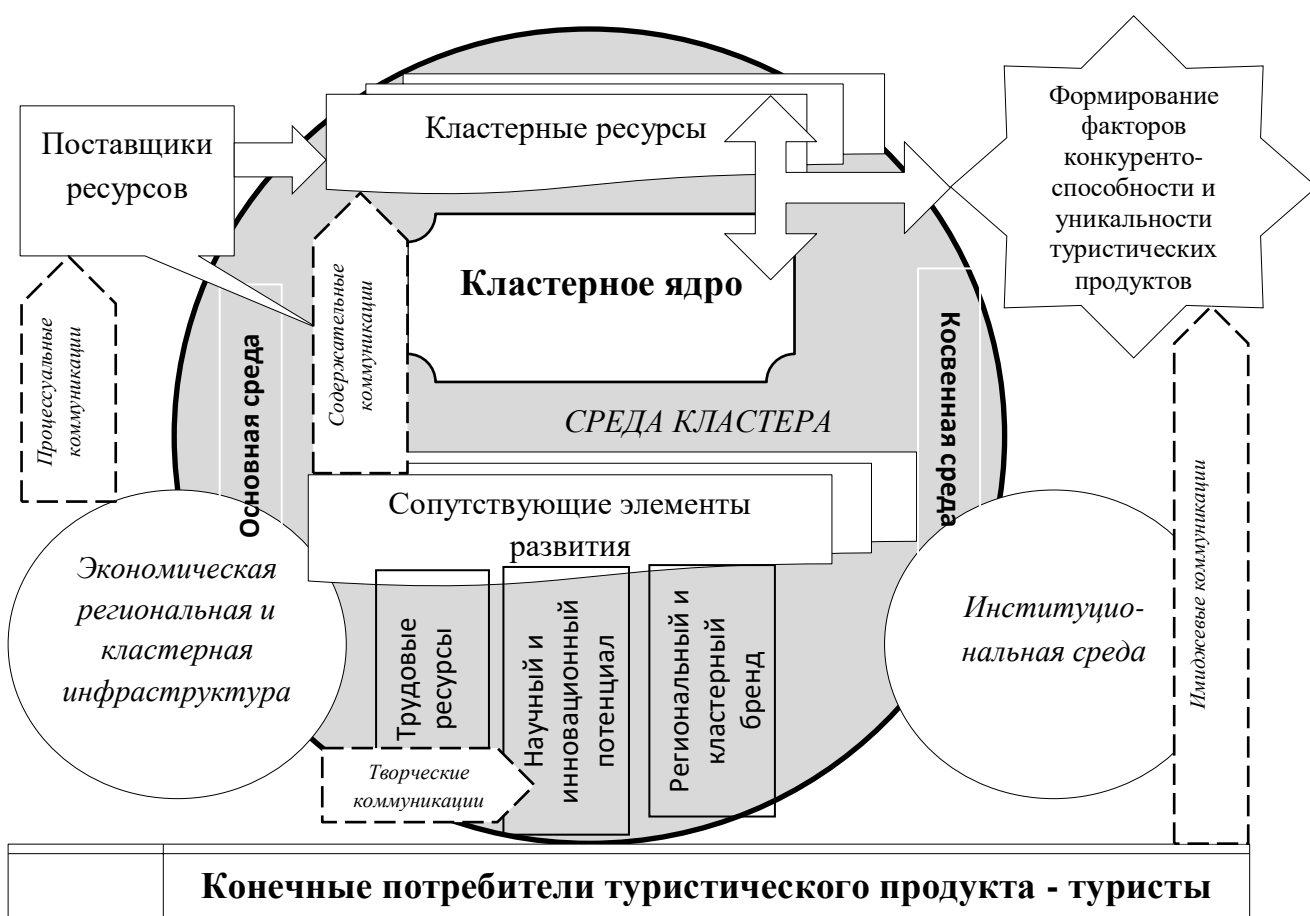 Поставщики
ресурсов
Кластерные ресурсы
Формирование
факторов
конкуренто-
способности и
уникальности
туристических
продуктов
Кластерное ядро
Процессуальные
коммуникации
Основная среда
Содержательные
коммуникации
СРЕДА КЛАСТЕРА
Косвенная среда
Имиджевые коммуникации
Сопутствующие элементы
развития
Экономическая
региональная и
кластерная
инфраструктура
Трудовые
ресурсы
Научный и
инновационный
потенциал
Региональный и
кластерный
бренд
Институцио-
нальная среда
Творческие
коммуникации
Конечные потребители туристического продукта - туристы